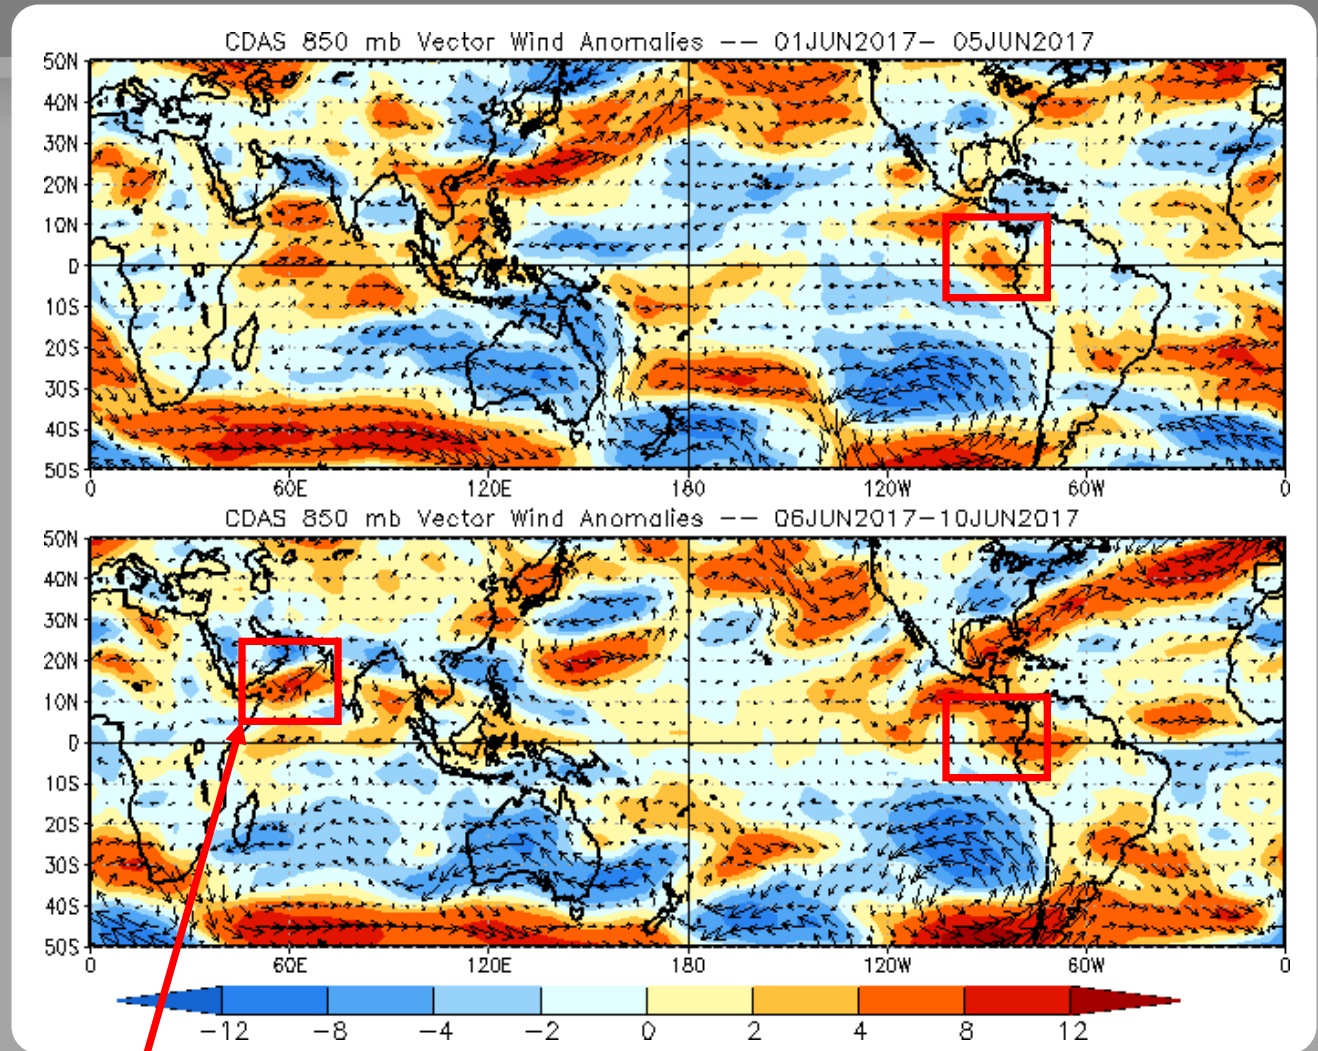 CDAS 850 mb Vector Wind Anomalies -- 01JUN2017- 05JUN2017
50N
40N
30N
20N
10N
0
10S
20S
30S
40S
50S
0 60E 120E 180 120W 60W 0
CDAS 850 mb Vector Wind Anomalies -- 06JUN2017-10JUN2017
50N
40N
30N
20N
10N
0
10S
20S
30S
40S
50S
0 60E 120E 180 120W 60W 0
-12 -8 -4 -2 0 2 4 8 12